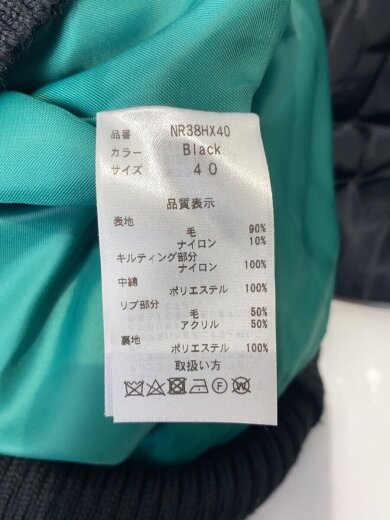 品番 NR38HX40
カラー Black
サイズ 40
品質表示
表地
毛 90%
ナイロン 10%
キルティング部分
ナイロン 100%
中綿
ポリエステル 100%
リブ部分
毛 50%
アクリル 50%
裏地
ポリエステル 100%
取扱い方
F W